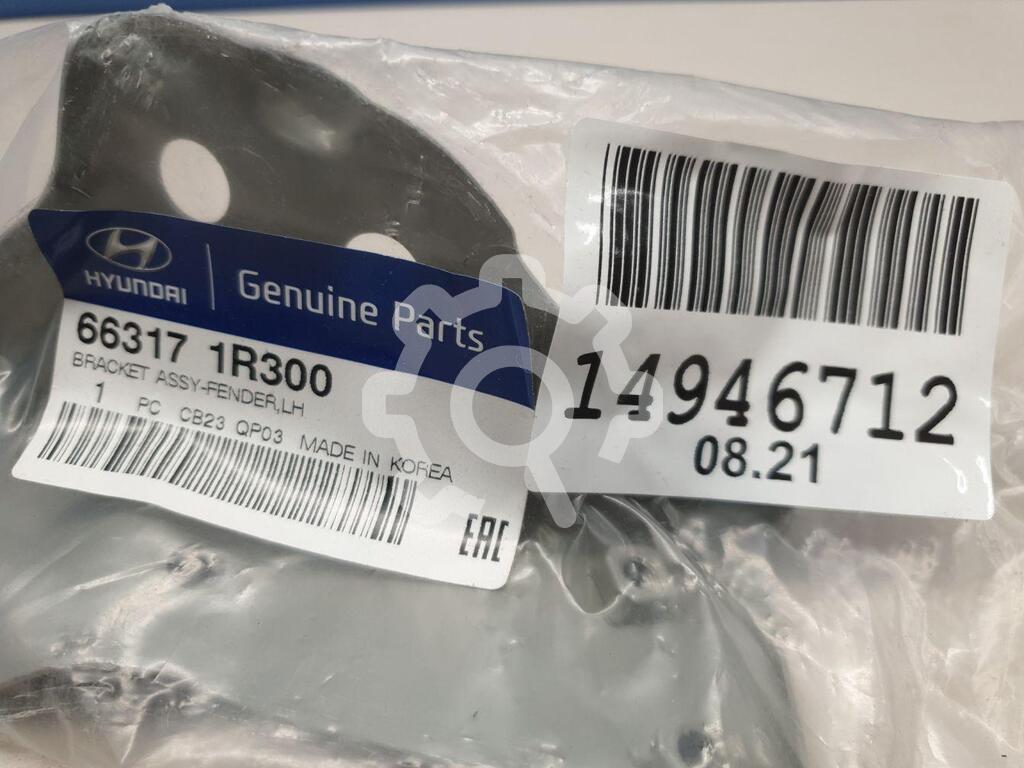 HYUNDAI
Genuine Parts
66317 1R300
BRACKET ASSY-FENDER,LH
1 PC CB23 QP03 MADE IN KOREA
EAC
14946712
08.21